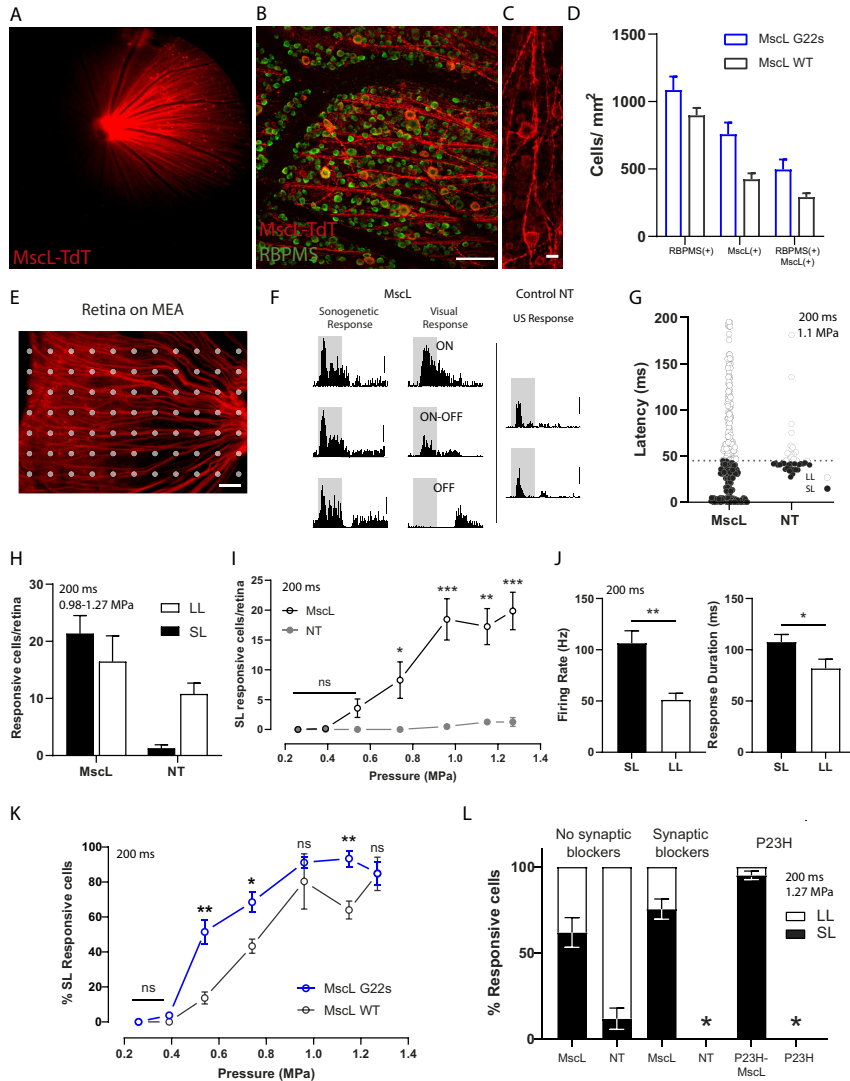 A
MscL-TdT
B
MscL-TdT
RBPMS
C
D
MscL G22s
MscL WT
Cells/ mm²
1500
1000
500
0
RBPMS(+)
MscL(+)
RBPMS(+)
MscL(+)
E
Retina on MEA
F
MscL
Control NT
Sonogenetic
Response
Visual
Response
US Response
ON
ON-OFF
OFF
G
200 ms
1.1 MPa
Latency (ms)
200
150
100
50
0
LL
SL
MscL
NT
H
200 ms
0.98-1.27 MPa
LL
SL
Responsive cells/retina
30
20
10
0
MscL
NT
I
200 ms
MscL
NT
SL responsive cells/retina
25
20
15
10
5
0
ns
*
***
**
***
0.2
0.4
0.6
0.8
1.0
1.2
1.4
Pressure (MPa)
J
200 ms
**
Firing Rate (Hz)
150
100
50
0
SL
LL
*
Response Duration (ms)
150
100
50
0
SL
LL
K
200 ms
% SL Responsive cells
100
80
60
40
20
0
ns
**
*
ns
**
ns
MscL G22s
MscL WT
0.2
0.4
0.6
0.8
1.0
1.2
1.4
Pressure (MPa)
L
No synaptic
blockers
Synaptic
blockers
P23H
200 ms
1.27 MPa
LL
SL
% Responsive cells
100
50
0
*
*
MscL
NT
MscL
NT
P23H-
MscL
P23H